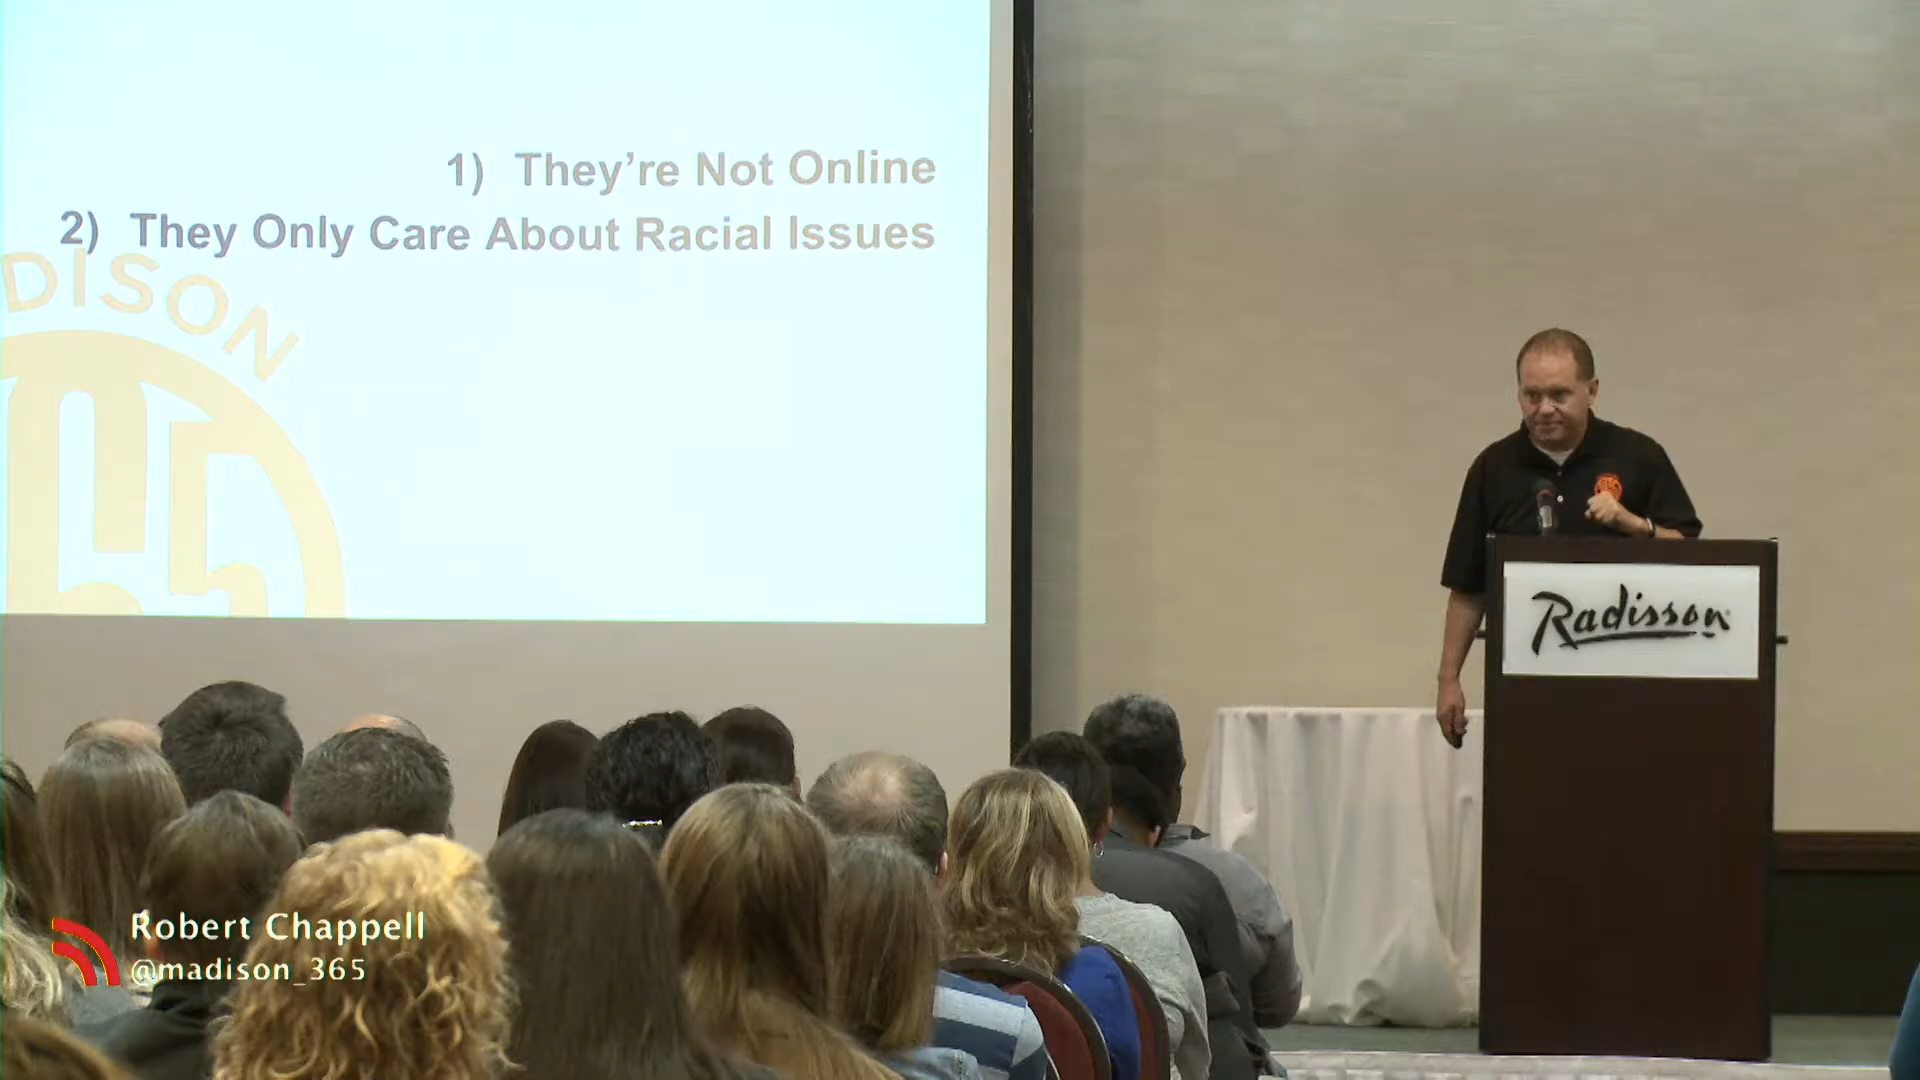 1) They’re Not Online
2) They Only Care About Racial Issues
DISON
Radisson
Robert Chappell
@madison_365